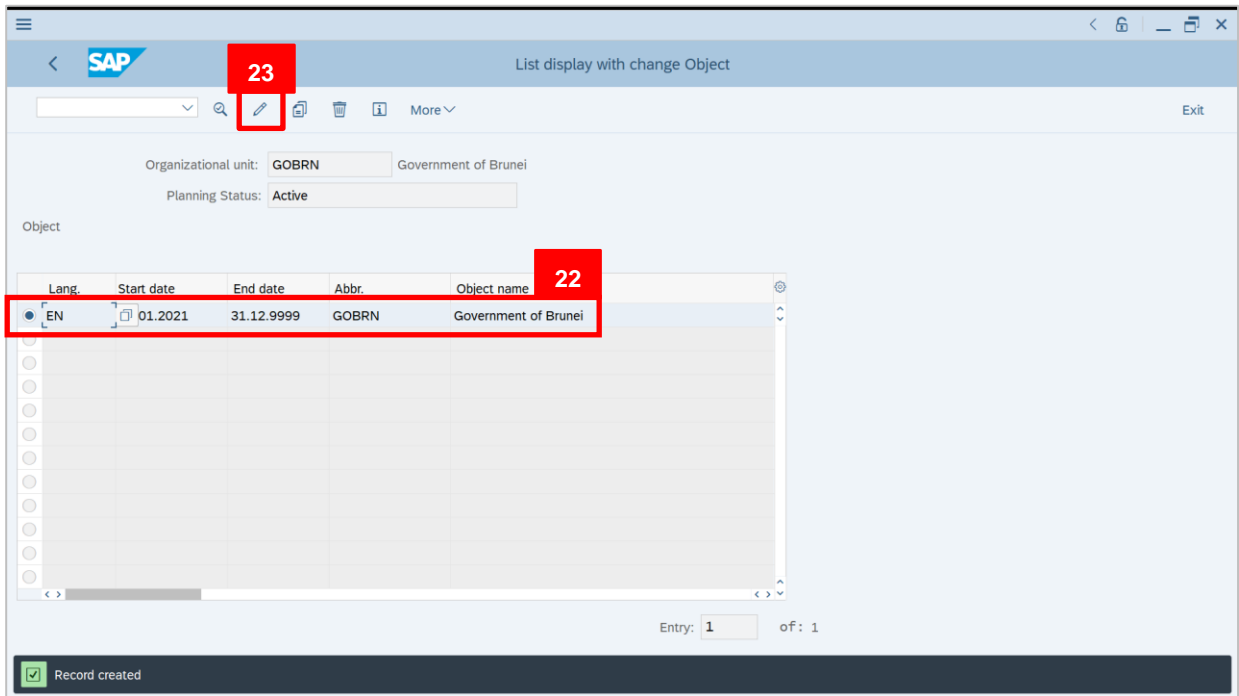 SAP
23
List display with change Object
More
Exit
Organizational unit: GOBRN Government of Brunei
Planning Status: Active
Object
22
Lang. Start date End date Abbr. Object name
EN 01.2021 31.12.9999 GOBRN Government of Brunei
Entry: 1 of: 1
Record created